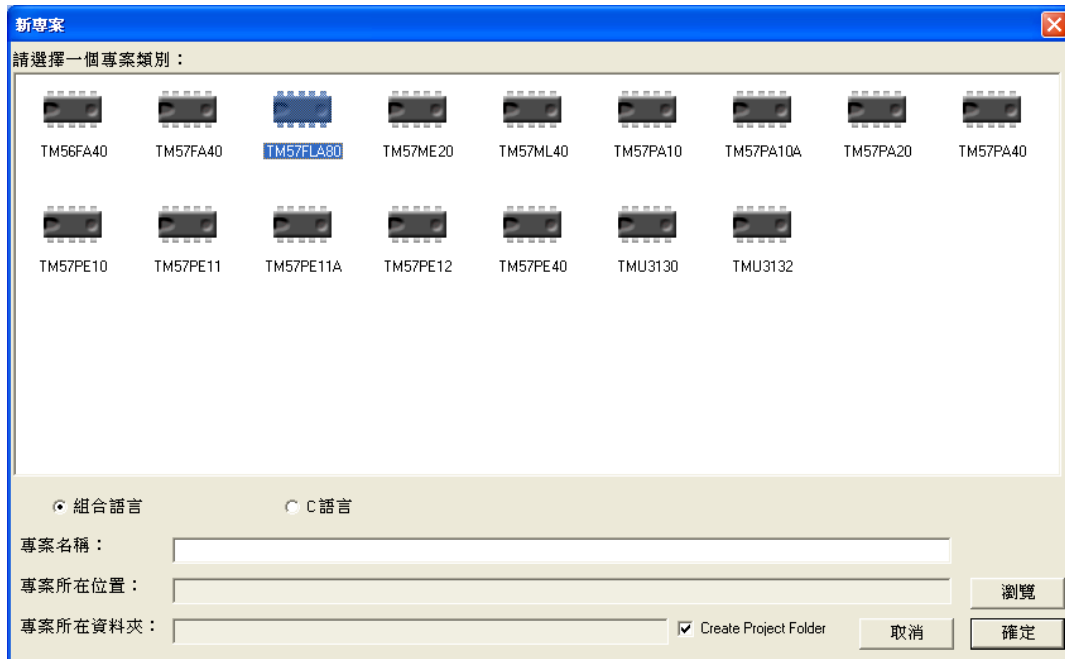 新專案
請選擇一個專案類別：
TM56FA40 TM57FA40 TM57FLA80 TM57ME20 TM57ML40 TM57PA10 TM57PA10A TM57PA20 TM57PA40
TM57PE10 TM57PE11 TM57PE11A TM57PE12 TM57PE40 TMU3130 TMU3132
組合語言 C語言
專案名稱：
專案所在位置： 瀏覽
專案所在資料夾： Create Project Folder 取消 確定